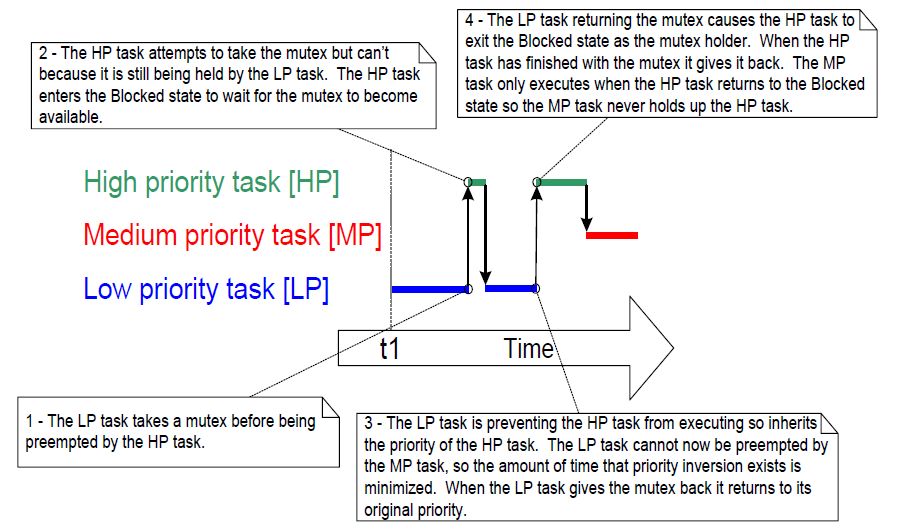 2 - The HP task attempts to take the mutex but can't
because it is still being held by the LP task.  The HP task
enters the Blocked state to wait for the mutex to become
available.
4 - The LP task returning the mutex causes the HP task to
exit the Blocked state as the mutex holder.  When the HP
task has finished with the mutex it gives it back.  The MP
task only executes when the HP task returns to the Blocked
state so the MP task never holds up the HP task.
High priority task [HP]
Medium priority task [MP]
Low priority task [LP]
t1
Time
1 - The LP task takes a mutex before being
preempted by the HP task.
3 - The LP task is preventing the HP task from executing so inherits
the priority of the HP task.  The LP task cannot now be preempted by
the MP task, so the amount of time that priority inversion exists is
minimized.  When the LP task gives the mutex back it returns to its
original priority.